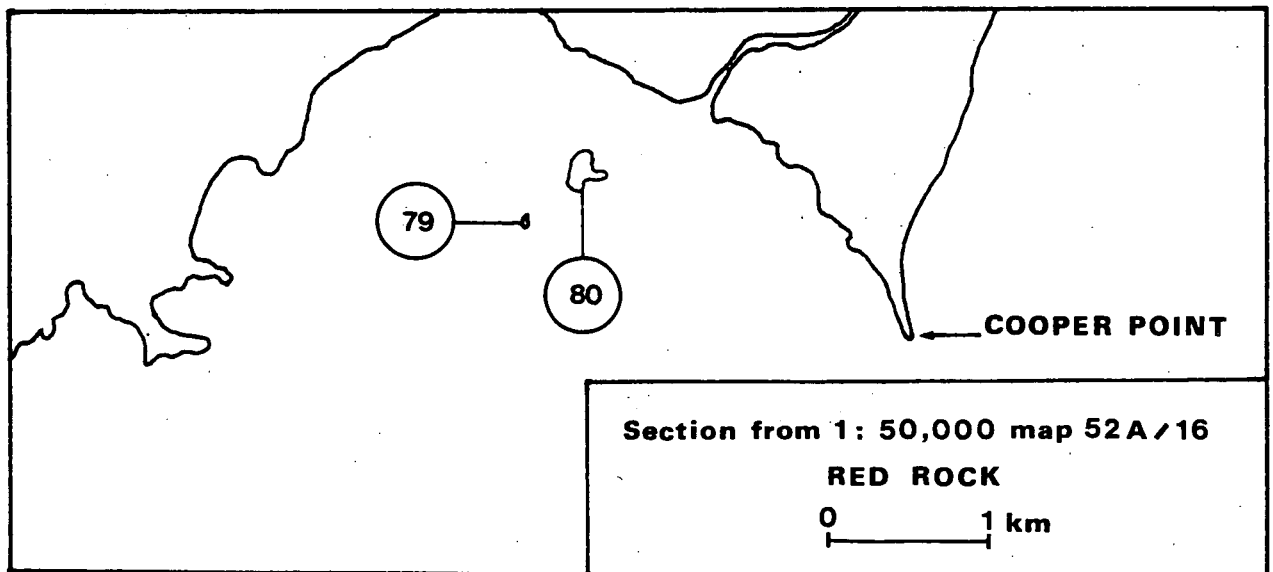 79
80
COOPER POINT
Section from 1: 50,000 map 52A/16
RED ROCK
0 1 km